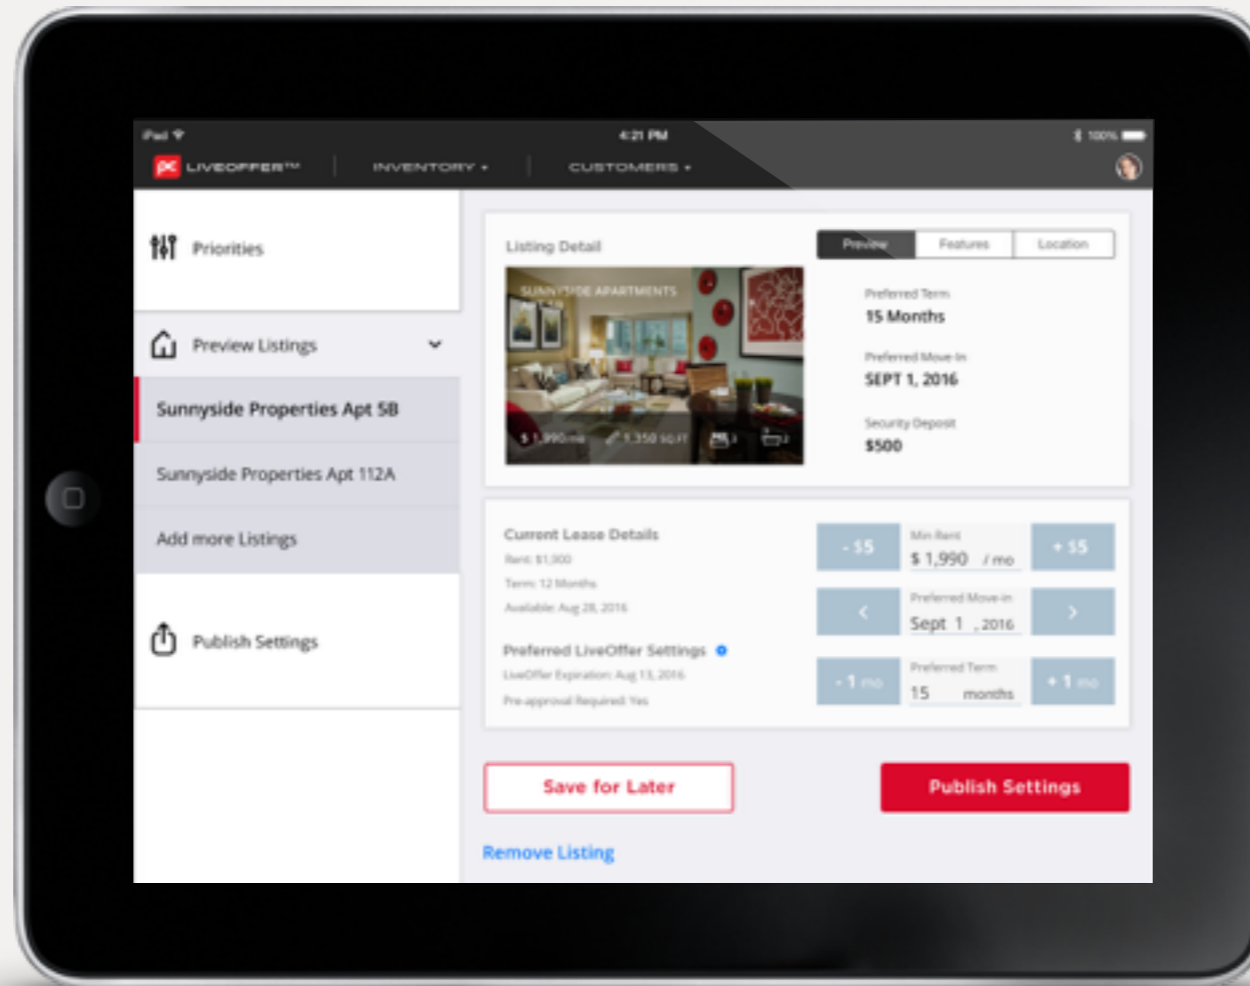 iPad
4:21 PM
100%
LIVEOFFER™
INVENTORY
CUSTOMERS
Priorities
Preview Listings
Sunnyside Properties Apt 5B
Sunnyside Properties Apt 112A
Add more Listings
Publish Settings
Listing Detail
Preview
Features
Location
SUNNYSIDE APARTMENTS
$ 1,990/mo
1,350 SQ.FT
3
2
Preferred Term
15 Months
Preferred Move-In
SEPT 1, 2016
Security Deposit
$500
Current Lease Details
Rent: $1,900
Term: 12 Months
Available: Aug 28, 2016
Preferred LiveOffer Settings
LiveOffer Expiration: Aug 13, 2016
Pre-approval Required: Yes
- $5
Min Rent
$ 1,990 / mo
+ $5
<
Preferred Move-in
Sept 1 , 2016
>
- 1 mo
Preferred Term
15 months
+ 1 mo
Save for Later
Publish Settings
Remove Listing